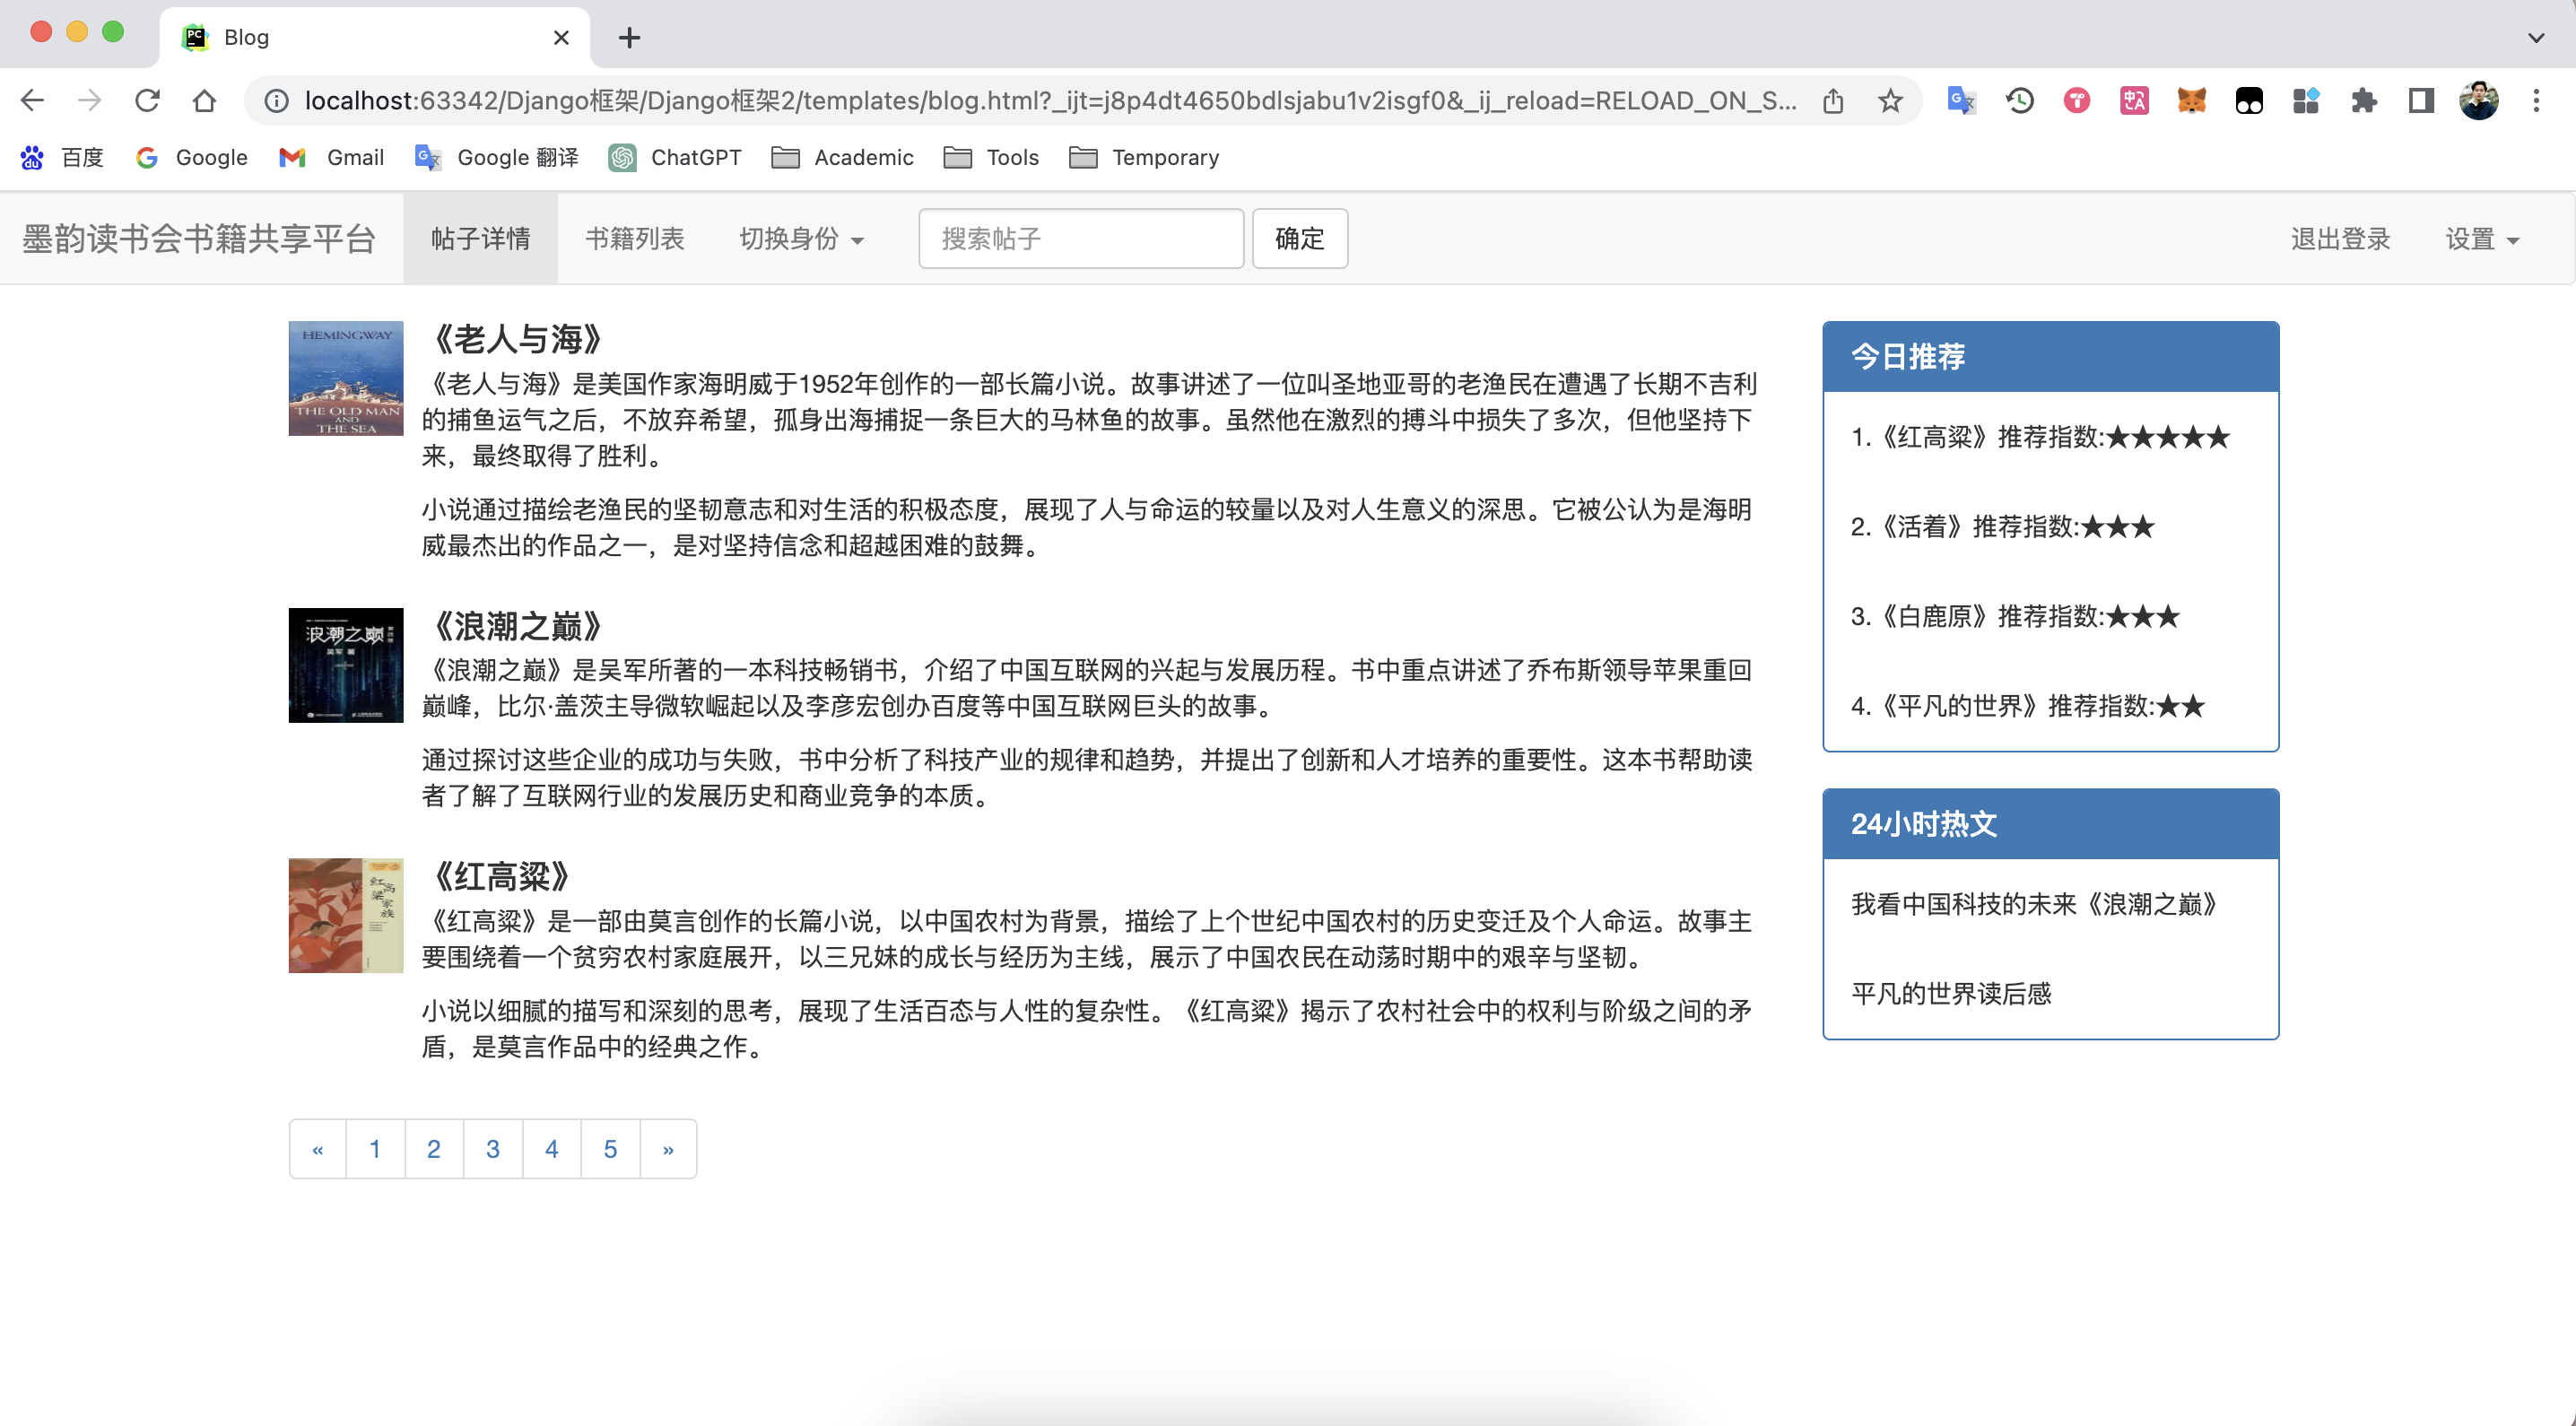 Blog
localhost:63342/Django框架/Django框架2/templates/blog.html?_ijt=j8p4dt4650bdlsjabu1v2isgf0&_ij_reload=RELOAD_ON_S...
百度 Google Gmail Google 翻译 ChatGPT Academic Tools Temporary
墨韵读书会书籍共享平台 帖子详情 书籍列表 切换身份 搜索帖子 确定 退出登录 设置
HEMINGWAY
THE OLD MAN
AND
THE SEA
《老人与海》
《老人与海》是美国作家海明威于1952年创作的一部长篇小说。故事讲述了一位叫圣地亚哥的老渔民在遭遇了长期不吉利
的捕鱼运气之后，不放弃希望，孤身出海捕捉一条巨大的马林鱼的故事。虽然他在激烈的搏斗中损失了多次，但他坚持下
来，最终取得了胜利。
小说通过描绘老渔民的坚韧意志和对生活的积极态度，展现了人与命运的较量以及对人生意义的深思。它被公认为是海明
威最杰出的作品之一，是对坚持信念和超越困难的鼓舞。
浪潮之巅
吴军 著
《浪潮之巅》
《浪潮之巅》是吴军所著的一本科技畅销书，介绍了中国互联网的兴起与发展历程。书中重点讲述了乔布斯领导苹果重回
巅峰，比尔·盖茨主导微软崛起以及李彦宏创办百度等中国互联网巨头的故事。
通过探讨这些企业的成功与失败，书中分析了科技产业的规律和趋势，并提出了创新和人才培养的重要性。这本书帮助读
者了解了互联网行业的发展历史和商业竞争的本质。
红高粱家族
《红高粱》
《红高粱》是一部由莫言创作的长篇小说，以中国农村为背景，描绘了上个世纪中国农村的历史变迁及个人命运。故事主
要围绕着一个贫穷农村家庭展开，以三兄妹的成长与经历为主线，展示了中国农民在动荡时期中的艰辛与坚韧。
小说以细腻的描写和深刻的思考，展现了生活百态与人性的复杂性。《红高粱》揭示了农村社会中的权利与阶级之间的矛
盾，是莫言作品中的经典之作。
« 1 2 3 4 5 »
今日推荐
1.《红高粱》推荐指数:★★★★★
2.《活着》推荐指数:★★★
3.《白鹿原》推荐指数:★★★
4.《平凡的世界》推荐指数:★★
24小时热文
我看中国科技的未来《浪潮之巅》
平凡的世界读后感